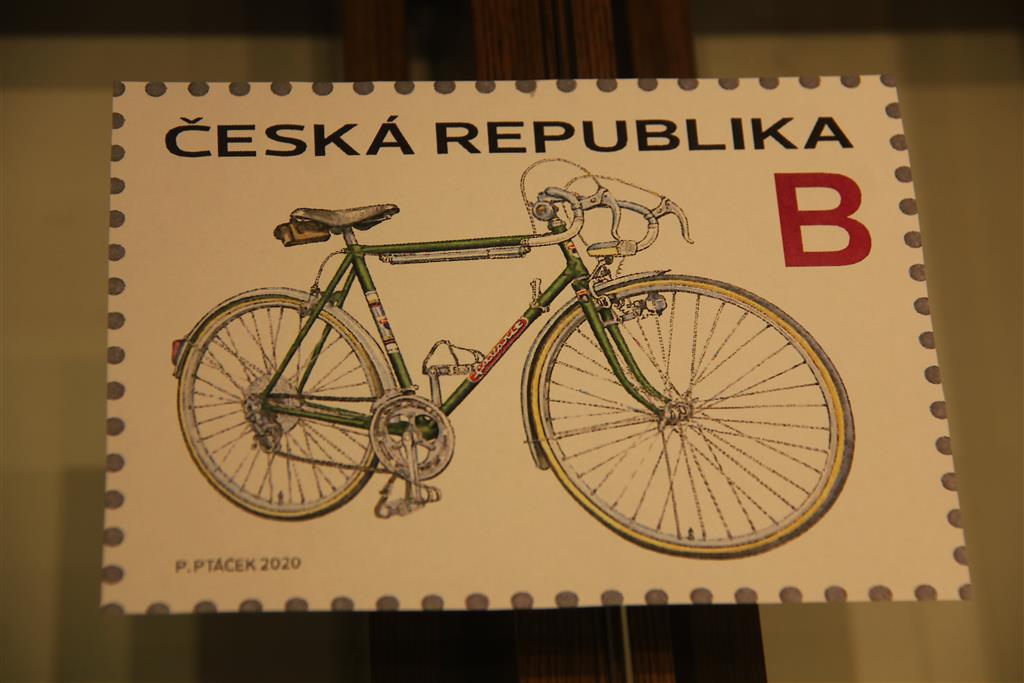 ČESKÁ REPUBLIKA
B
P. PTÁČEK 2020